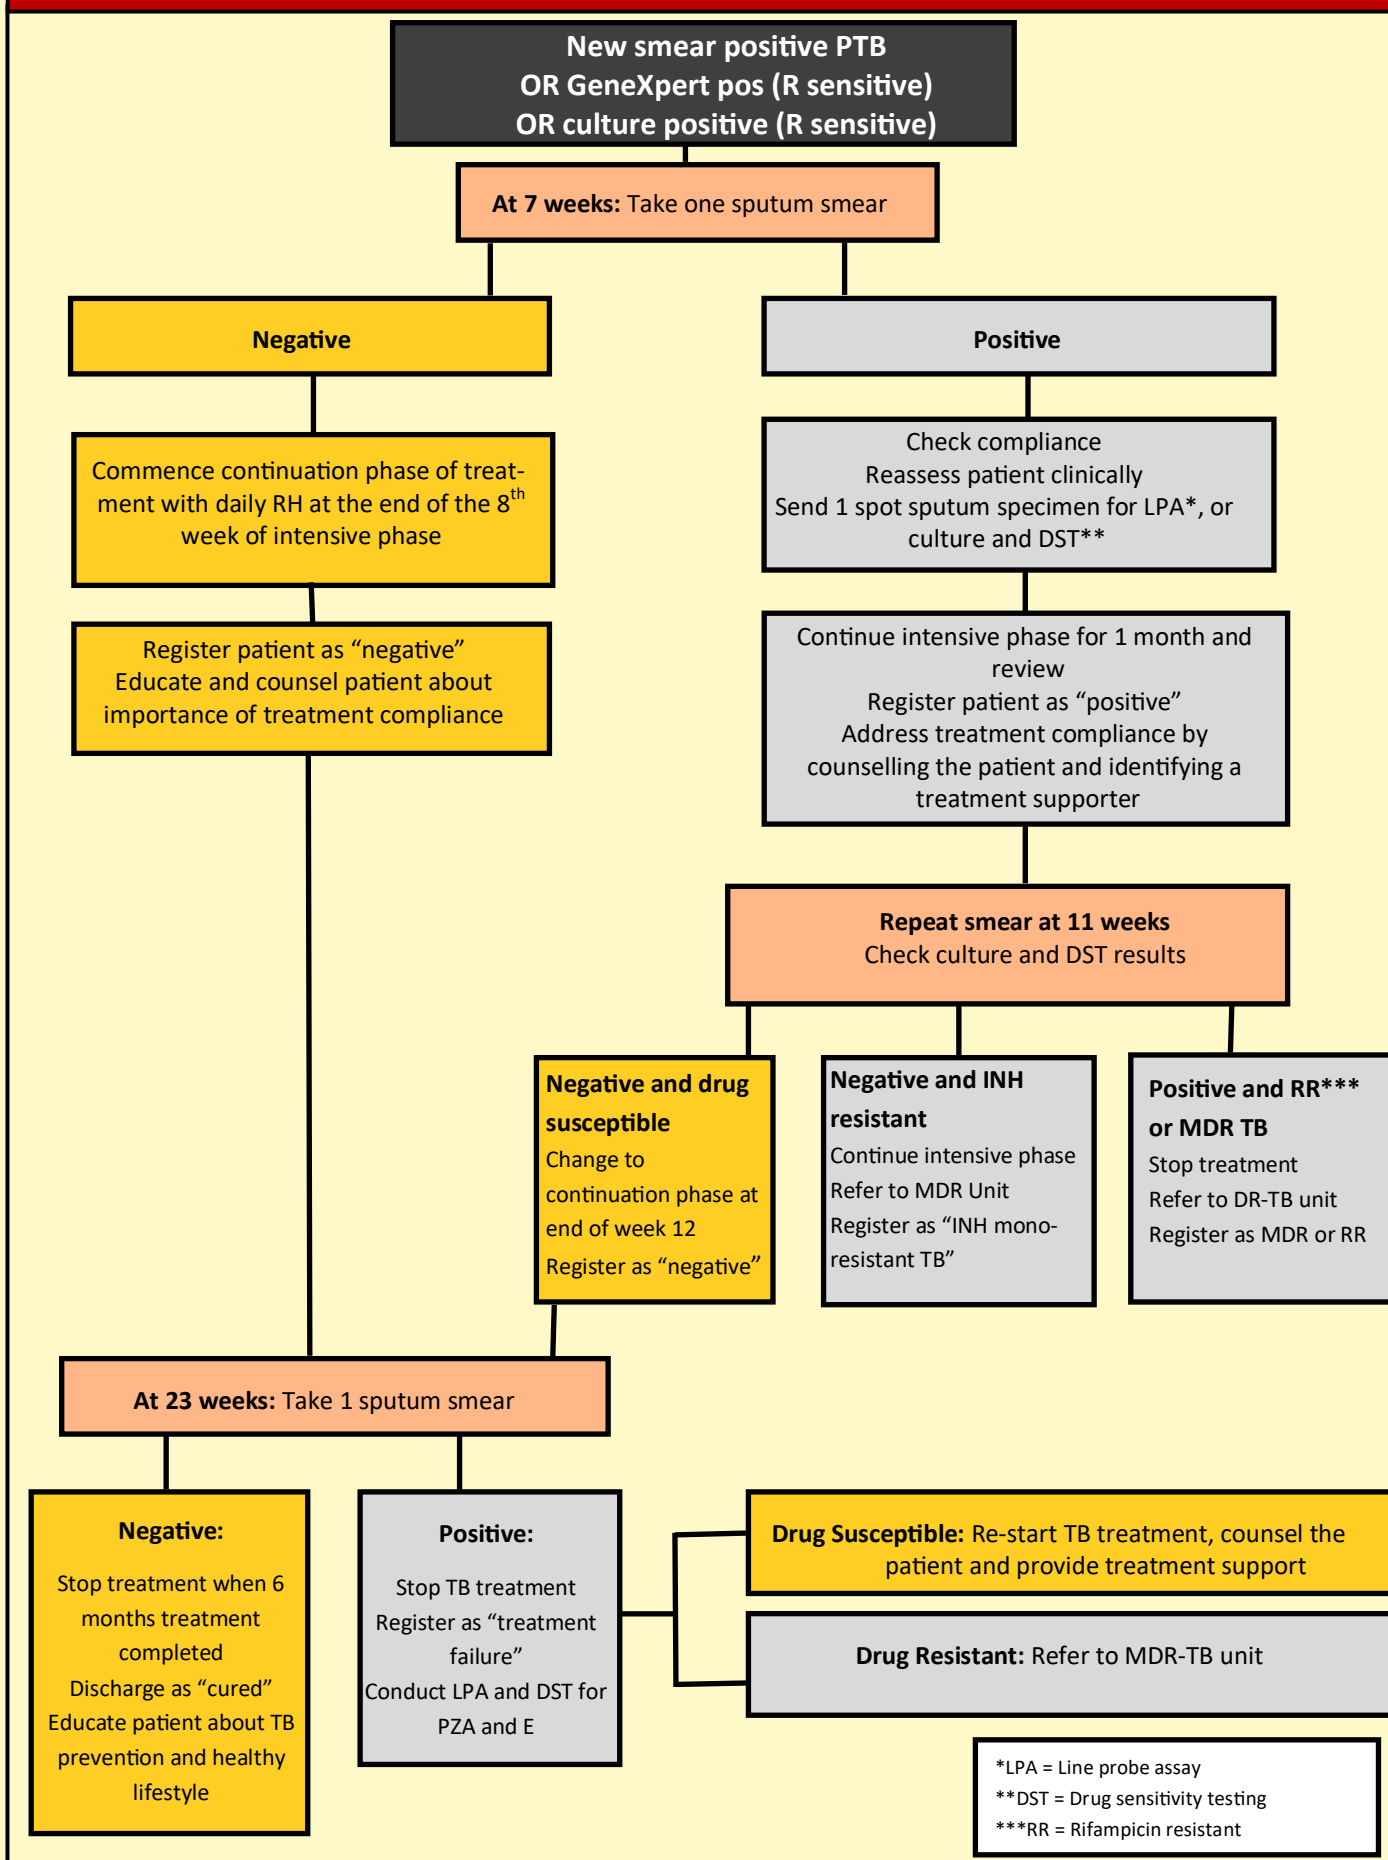 New smear positive PTB
OR GeneXpert pos (R sensitive)
OR culture positive (R sensitive)
At 7 weeks: Take one sputum smear
Negative
Positive
Commence continuation phase of treat-
ment with daily RH at the end of the 8th
week of intensive phase
Check compliance
Reassess patient clinically
Send 1 spot sputum specimen for LPA*, or
culture and DST**
Register patient as “negative”
Educate and counsel patient about
importance of treatment compliance
Continue intensive phase for 1 month and
review
Register patient as “positive”
Address treatment compliance by
counselling the patient and identifying a
treatment supporter
Repeat smear at 11 weeks
Check culture and DST results
Negative and drug
susceptible
Change to
continuation phase at
end of week 12
Register as “negative”
Negative and INH
resistant
Continue intensive phase
Refer to MDR Unit
Register as “INH mono-
resistant TB”
Positive and RR***
or MDR TB
Stop treatment
Refer to DR-TB unit
Register as MDR or RR
At 23 weeks: Take 1 sputum smear
Negative:
Stop treatment when 6
months treatment
completed
Discharge as “cured”
Educate patient about TB
prevention and healthy
lifestyle
Positive:
Stop TB treatment
Register as “treatment
failure”
Conduct LPA and DST for
PZA and E
Drug Susceptible: Re-start TB treatment, counsel the
patient and provide treatment support
Drug Resistant: Refer to MDR-TB unit
*LPA = Line probe assay
**DST = Drug sensitivity testing
***RR = Rifampicin resistant